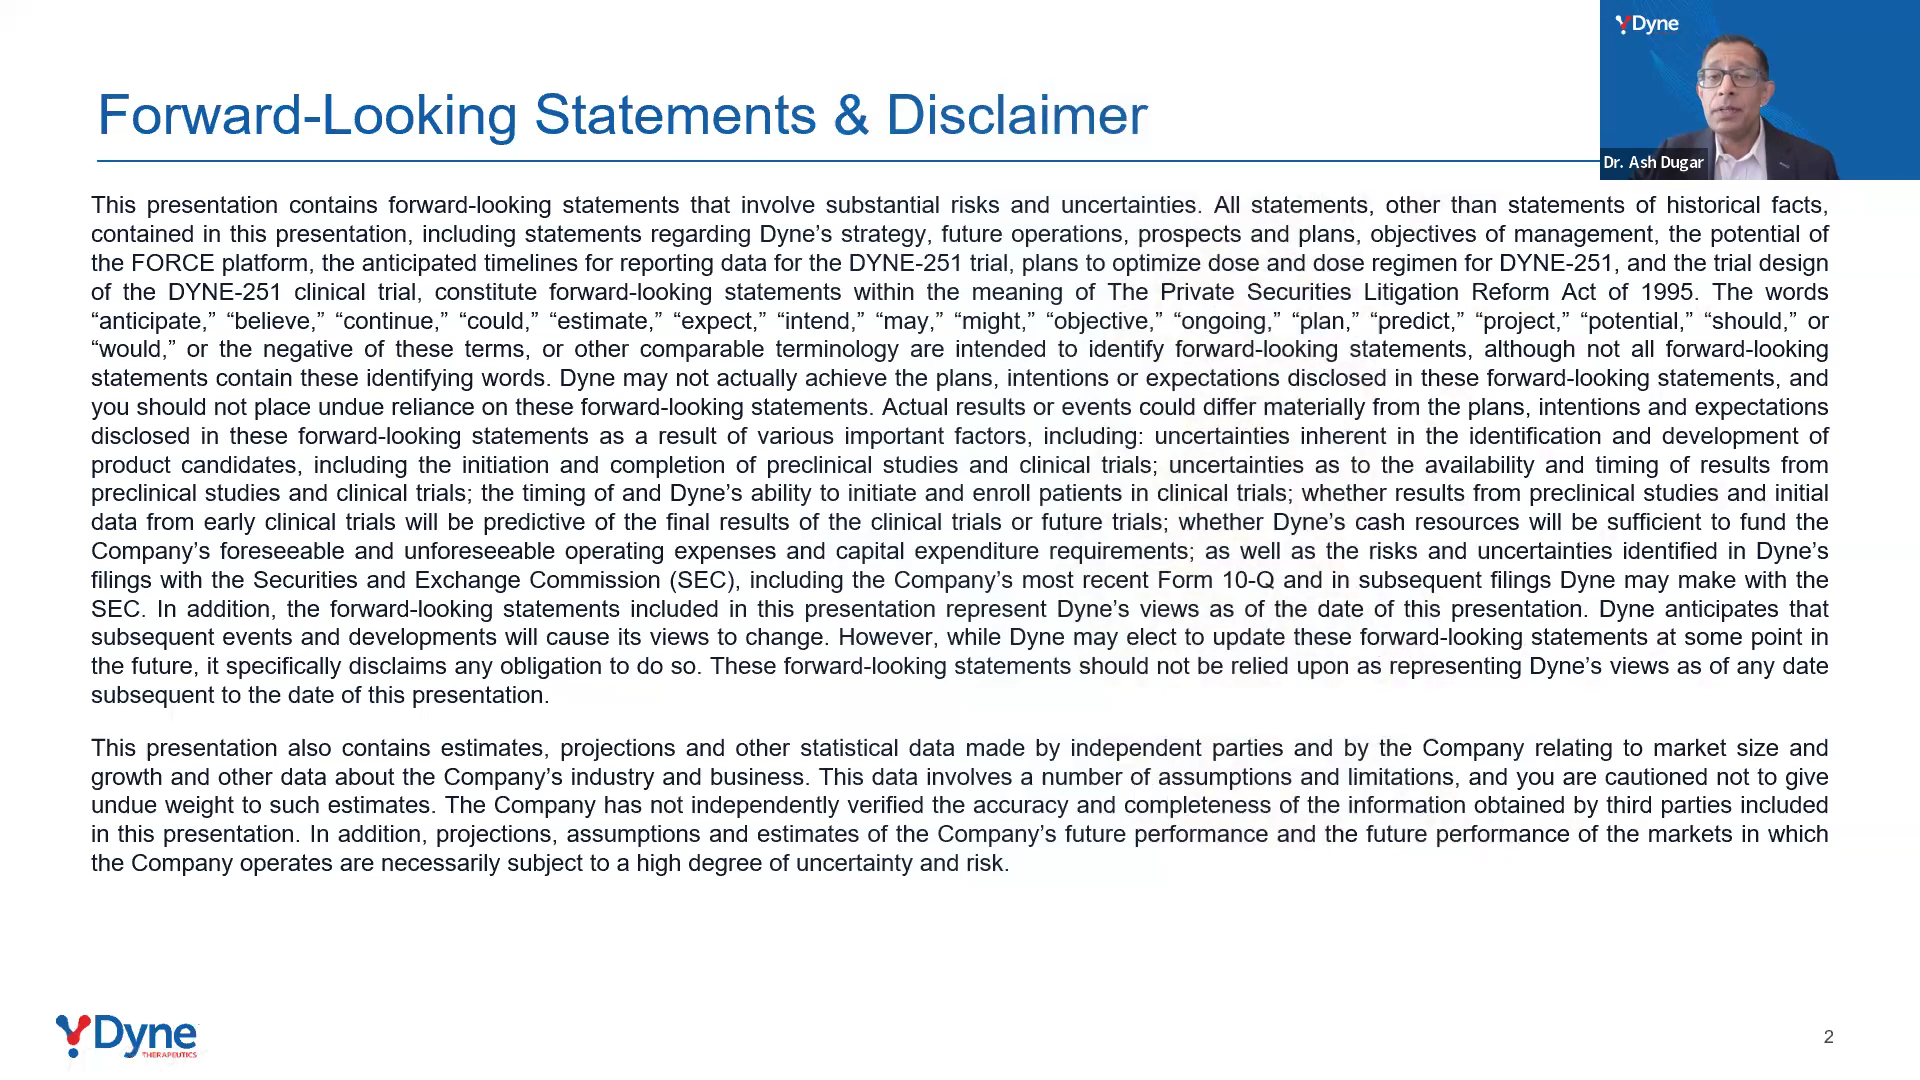 Dyne
Dr. Ash Dugar
Forward-Looking Statements & Disclaimer
This presentation contains forward-looking statements that involve substantial risks and uncertainties. All statements, other than statements of historical facts,
contained in this presentation, including statements regarding Dyne’s strategy, future operations, prospects and plans, objectives of management, the potential of
the FORCE platform, the anticipated timelines for reporting data for the DYNE-251 trial, plans to optimize dose and dose regimen for DYNE-251, and the trial design
of the DYNE-251 clinical trial, constitute forward-looking statements within the meaning of The Private Securities Litigation Reform Act of 1995. The words
“anticipate,” “believe,” “continue,” “could,” “estimate,” “expect,” “intend,” “may,” “might,” “objective,” “ongoing,” “plan,” “predict,” “project,” “potential,” “should,” or
“would,” or the negative of these terms, or other comparable terminology are intended to identify forward-looking statements, although not all forward-looking
statements contain these identifying words. Dyne may not actually achieve the plans, intentions or expectations disclosed in these forward-looking statements, and
you should not place undue reliance on these forward-looking statements. Actual results or events could differ materially from the plans, intentions and expectations
disclosed in these forward-looking statements as a result of various important factors, including: uncertainties inherent in the identification and development of
product candidates, including the initiation and completion of preclinical studies and clinical trials; uncertainties as to the availability and timing of results from
preclinical studies and clinical trials; the timing of and Dyne’s ability to initiate and enroll patients in clinical trials; whether results from preclinical studies and initial
data from early clinical trials will be predictive of the final results of the clinical trials or future trials; whether Dyne’s cash resources will be sufficient to fund the
Company’s foreseeable and unforeseeable operating expenses and capital expenditure requirements; as well as the risks and uncertainties identified in Dyne’s
filings with the Securities and Exchange Commission (SEC), including the Company’s most recent Form 10-Q and in subsequent filings Dyne may make with the
SEC. In addition, the forward-looking statements included in this presentation represent Dyne’s views as of the date of this presentation. Dyne anticipates that
subsequent events and developments will cause its views to change. However, while Dyne may elect to update these forward-looking statements at some point in
the future, it specifically disclaims any obligation to do so. These forward-looking statements should not be relied upon as representing Dyne’s views as of any date
subsequent to the date of this presentation.
This presentation also contains estimates, projections and other statistical data made by independent parties and by the Company relating to market size and
growth and other data about the Company’s industry and business. This data involves a number of assumptions and limitations, and you are cautioned not to give
undue weight to such estimates. The Company has not independently verified the accuracy and completeness of the information obtained by third parties included
in this presentation. In addition, projections, assumptions and estimates of the Company’s future performance and the future performance of the markets in which
the Company operates are necessarily subject to a high degree of uncertainty and risk.
Dyne
THERAPEUTICS
2